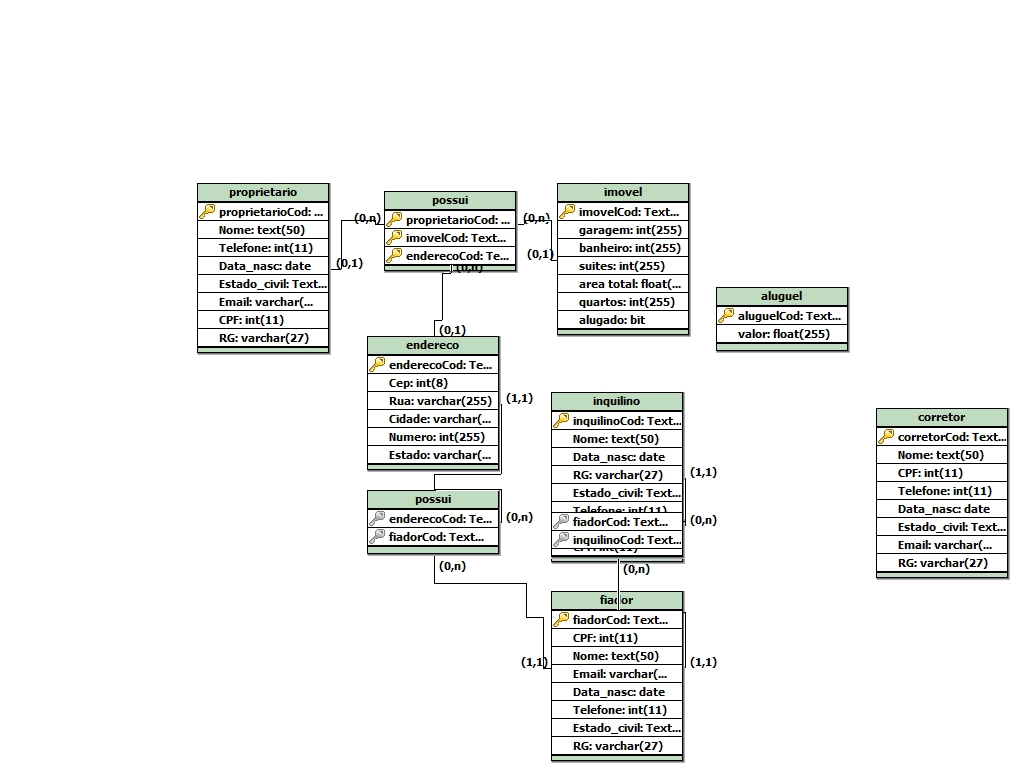 proprietario
proprietarioCod: ...
Nome: text(50)
Telefone: int(11)
Data_nasc: date
Estado_civil: Text...
Email: varchar(...
CPF: int(11)
RG: varchar(27)
(0,n)
(0,1)
possui
proprietarioCod: ...
imovelCod: Text...
enderecoCod: Te...
(0,n)
(0,n)
(0,1)
imovel
imovelCod: Text...
garagem: int(255)
banheiro: int(255)
suites: int(255)
area total: float(...
quartos: int(255)
alugado: bit
aluguel
aluguelCod: Text...
valor: float(255)
(0,1)
endereco
enderecoCod: Te...
Cep: int(8)
Rua: varchar(255)
Cidade: varchar(...
Numero: int(255)
Estado: varchar(...
(1,1)
possui
enderecoCod: Te...
fiadorCod: Text...
(0,n)
(0,n)
inquilino
inquilinoCod: Text...
Nome: text(50)
Data_nasc: date
RG: varchar(27)
Estado_civil: Text...
Telefone: int(11)
fiadorCod: Text...
inquilinoCod: Text...
CPF: int(11)
(1,1)
(0,n)
(0,n)
fiador
fiadorCod: Text...
CPF: int(11)
Nome: text(50)
Email: varchar(...
Data_nasc: date
Telefone: int(11)
Estado_civil: Text...
RG: varchar(27)
(1,1)
(1,1)
corretor
corretorCod: Text...
Nome: text(50)
CPF: int(11)
Telefone: int(11)
Data_nasc: date
Estado_civil: Text...
Email: varchar(...
RG: varchar(27)